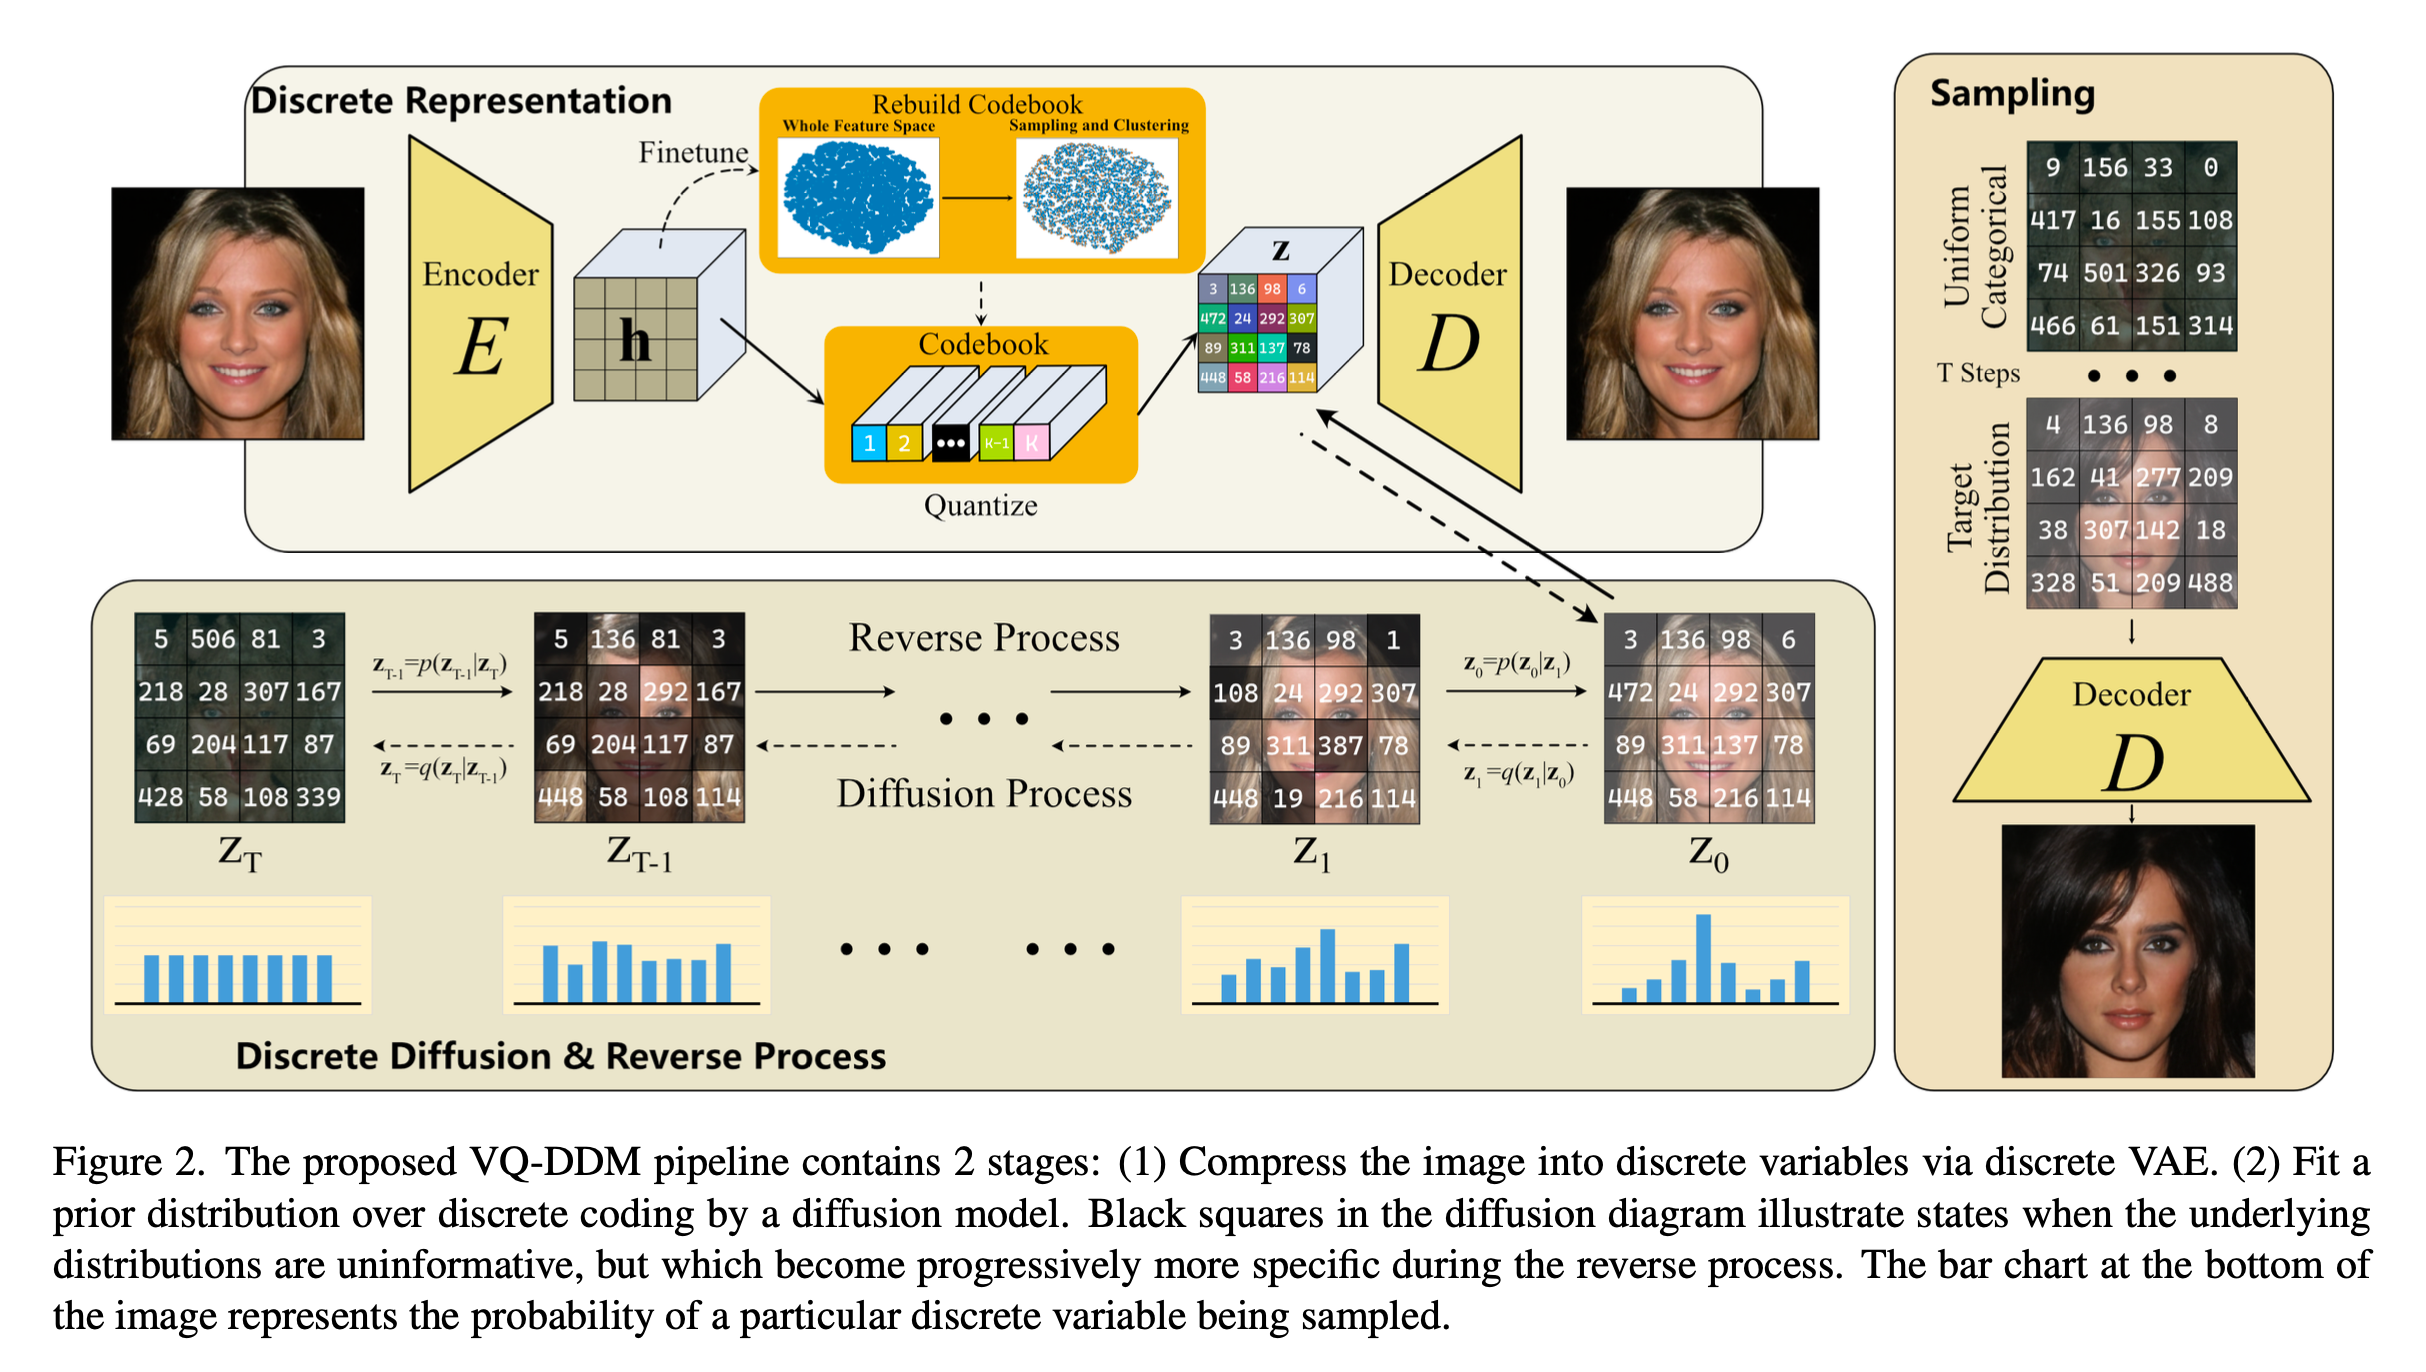 Discrete Representation
Finetune
Rebuild Codebook
Whole Feature Space
Sampling and Clustering
Encoder
E
h
Codebook
1 2 ••• K-1 K
Quantize
z
3 136 98 6
472 24 292 307
89 311 137 78
448 58 216 114
Decoder
D
Reverse Process
Diffusion Process
5 506 81 3
218 28 307 167
69 204 117 87
428 58 108 339
Z_T
z_T-1=p(z_T-1|z_T)
z_T=q(z_T|z_T-1)
5 136 81 3
218 28 292 167
69 204 117 87
448 58 108 114
Z_T-1
3 136 98 1
108 24 292 307
89 311 387 78
448 19 216 114
Z_1
z_0=p(z_0|z_1)
z_1=q(z_1|z_0)
3 136 98 6
472 24 292 307
89 311 137 78
448 58 216 114
Z_0
Discrete Diffusion & Reverse Process
Sampling
Uniform
Categorical
9 156 33 0
417 16 155 108
74 501 326 93
466 61 151 314
T Steps
Target
Distribution
4 136 98 8
162 41 277 209
38 307 142 18
328 51 209 488
Decoder
D
Figure 2. The proposed VQ-DDM pipeline contains 2 stages: (1) Compress the image into discrete variables via discrete VAE. (2) Fit a
prior distribution over discrete coding by a diffusion model. Black squares in the diffusion diagram illustrate states when the underlying
distributions are uninformative, but which become progressively more specific during the reverse process. The bar chart at the bottom of
the image represents the probability of a particular discrete variable being sampled.